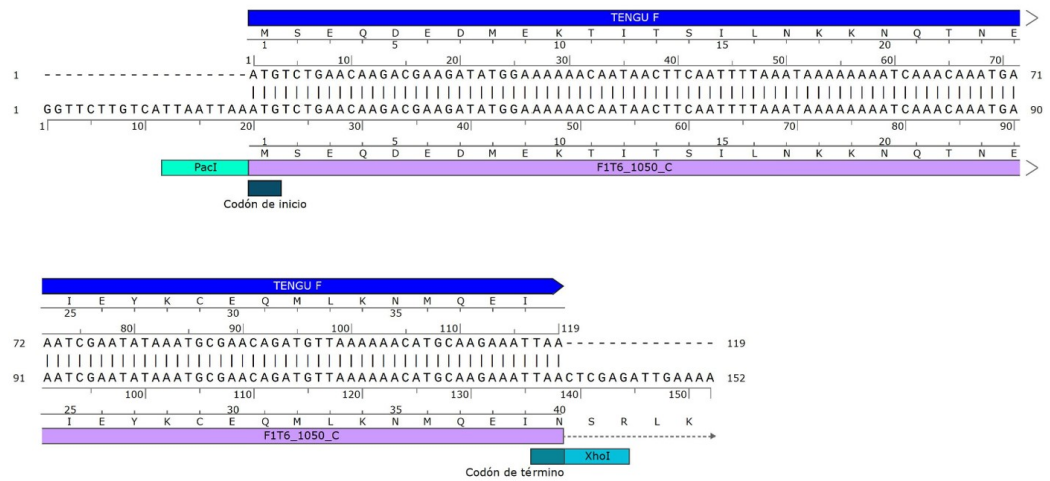 TENGU F
M S E Q D E D M E K T I T S I L N K K N Q T N E
1 5 10 15 20
1 10 20 30 40 50 60 70
1 - - - - - - - - - - - - - - - - - - - ATGTCTGAACAAGACGAAGATATGGAAAAAACAATAACTTCAATTTTAAATAAAAAAAATCAAACAAATGA 71
1 GGTTCTTGTCATTAATTAAATGTCTGAACAAGACGAAGATATGGAAAAAACAATAACTTCAATTTTAAATAAAAAAAATCAAACAAATGA 90
1 10 20 30 40 50 60 70 80 90
1 5 10 15 20
M S E Q D E D M E K T I T S I L N K K N Q T N E
PacI F1T6_1050_C
Codón de inicio
TENGU F
I E Y K C E Q M L K N M Q E I
25 30 35
80 90 100 110 119
72 AATCGAATATAAATGCGAACAGATGTTAAAAAACATGCAAGAAATTAA - - - - - - - - - - - - - - 119
91 AATCGAATATAAATGCGAACAGATGTTAAAAAACATGCAAGAAATTAACTCGAGATTGAAAA 152
100 110 120 130 140 150
25 30 35 40
I E Y K C E Q M L K N M Q E I N S R L K
F1T6_1050_C
XhoI
Codón de término